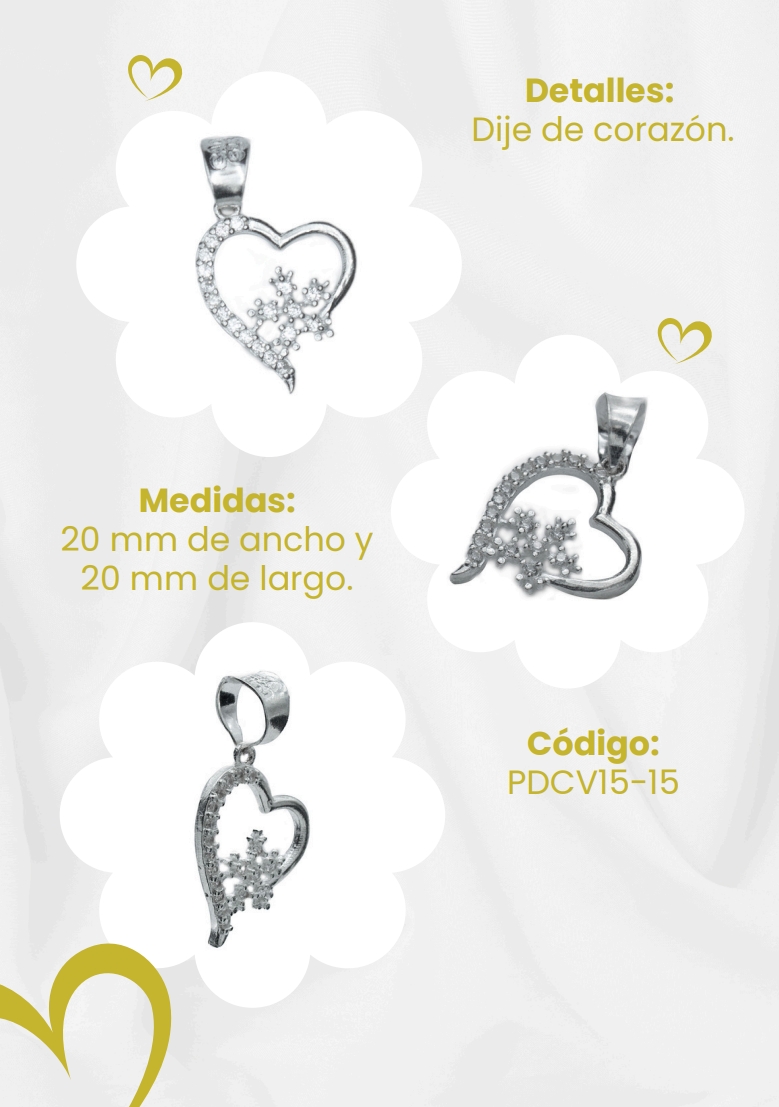 Detalles:
Dije de corazón.
Medidas:
20 mm de ancho y
20 mm de largo.
Código:
PDCV15-15